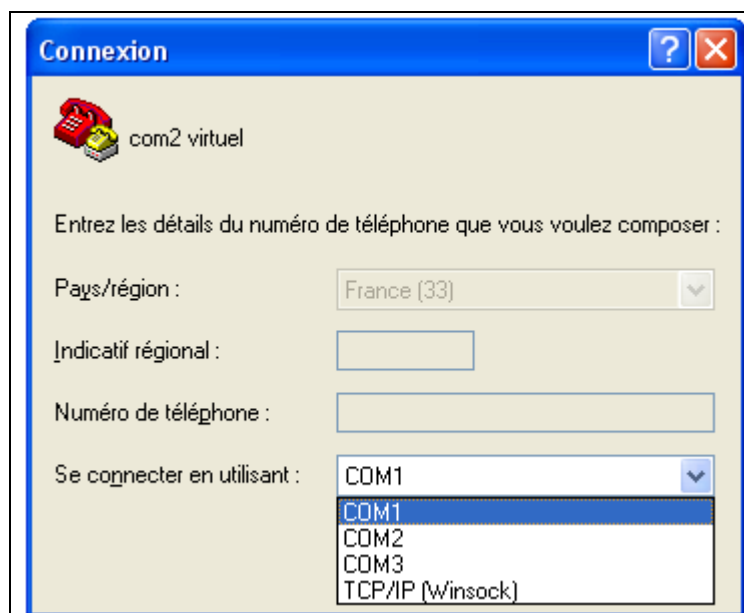 Connexion
com2 virtuel
Entrez les détails du numéro de téléphone que vous voulez composer :
Pays/région : France (33)
Indicatif régional :
Numéro de téléphone :
Se connecter en utilisant : COM1
COM1
COM2
COM3
TCP/IP (Winsock)